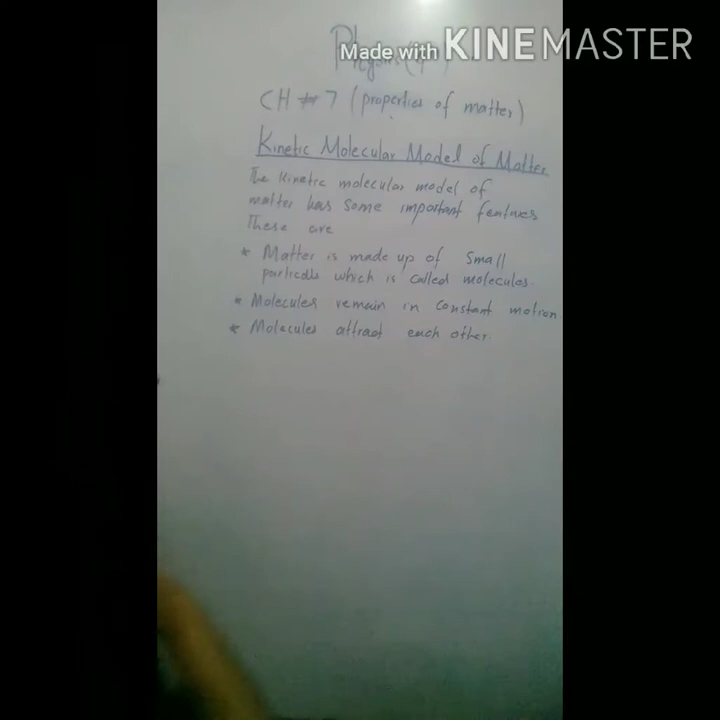 Made with KINEMASTER
Physics
CH # 7 (properties of matter)
Kinetic Molecular Model of Matter
The Kinetic molecular model of
matter has some important features
These are
* Matter is made up of small
particles which is called molecules.
* Molecules remain in constant motion.
* Molecules attract each other.